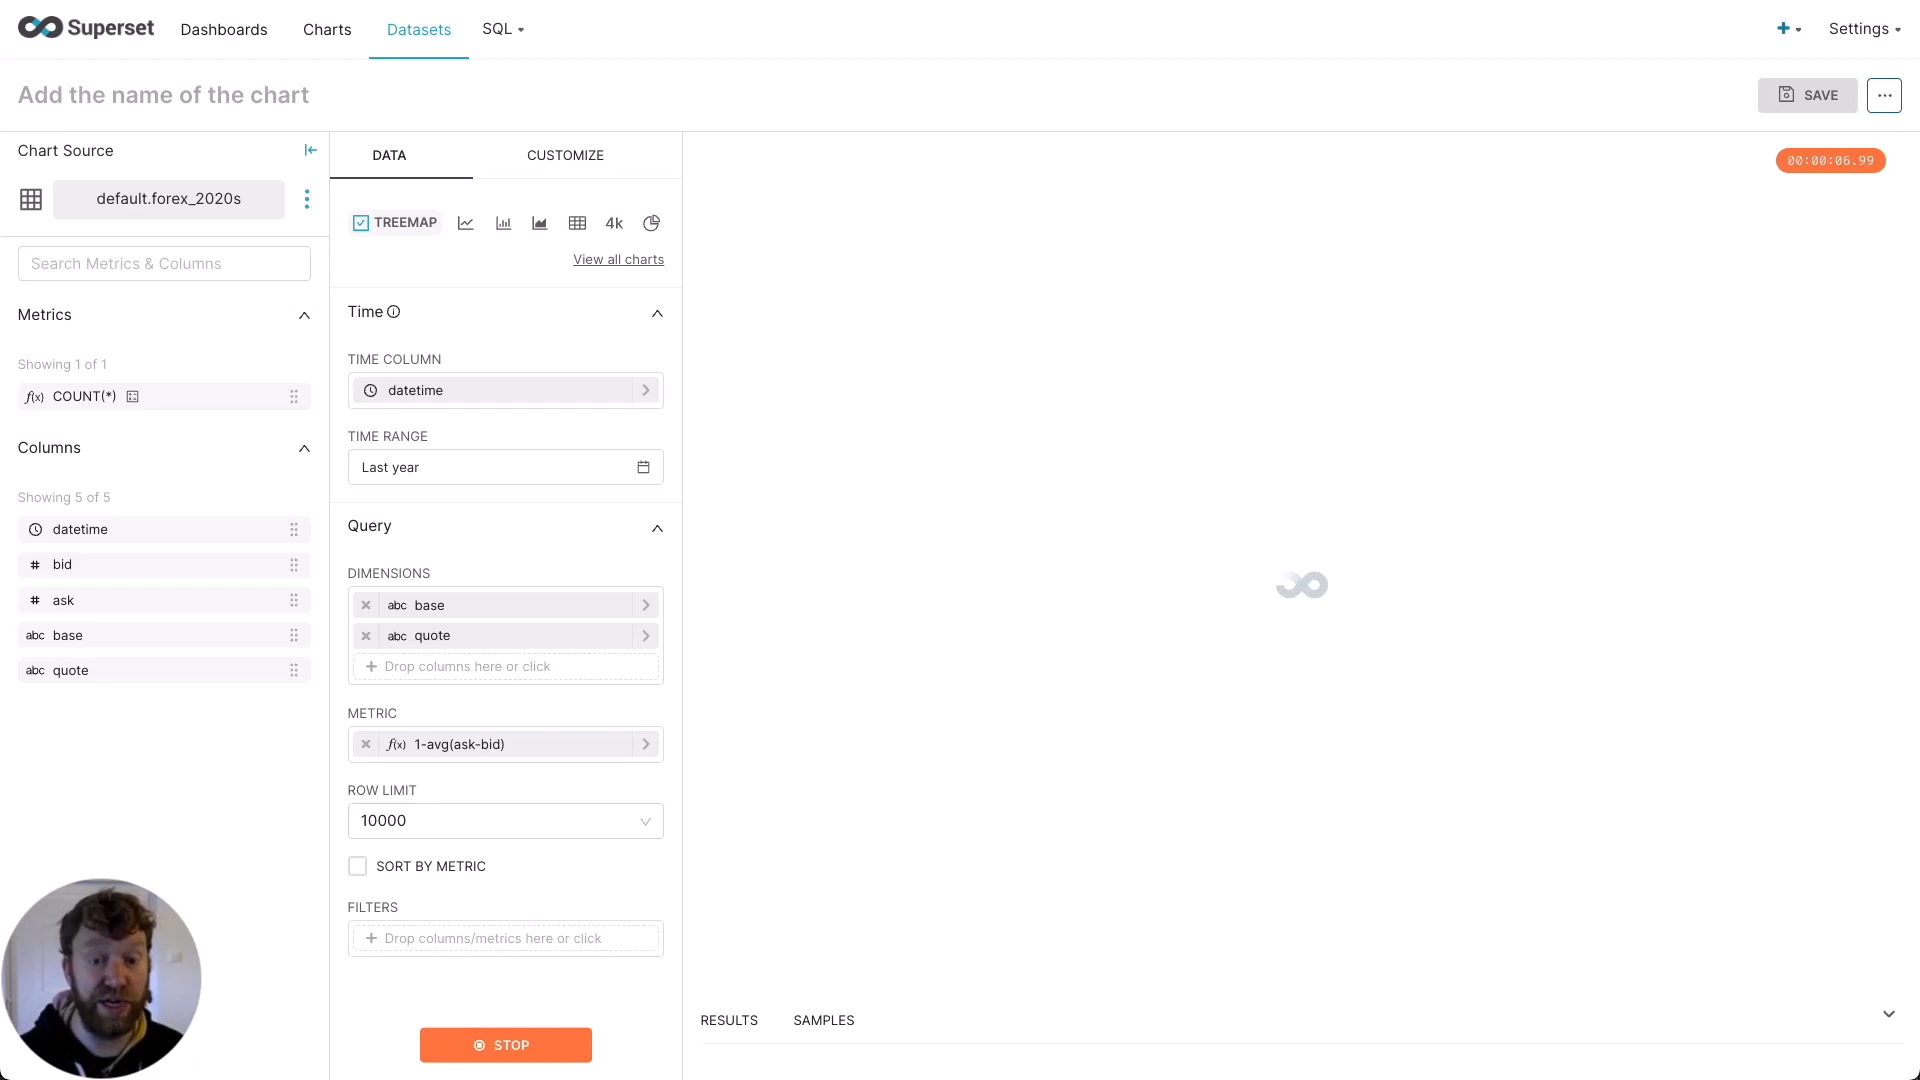 Superset Dashboards Charts Datasets SQL Settings
Add the name of the chart
SAVE
Chart Source
default.forex_2020s
Search Metrics & Columns
Metrics
Showing 1 of 1
f(x) COUNT(*)
Columns
Showing 5 of 5
datetime
# bid
# ask
abc base
abc quote
DATA CUSTOMIZE
TREEMAP 4k
View all charts
Time
TIME COLUMN
datetime
TIME RANGE
Last year
Query
DIMENSIONS
abc base
abc quote
+ Drop columns here or click
METRIC
f(x) 1-avg(ask-bid)
ROW LIMIT
10000
SORT BY METRIC
FILTERS
+ Drop columns/metrics here or click
STOP
00:00:06.99
RESULTS SAMPLES